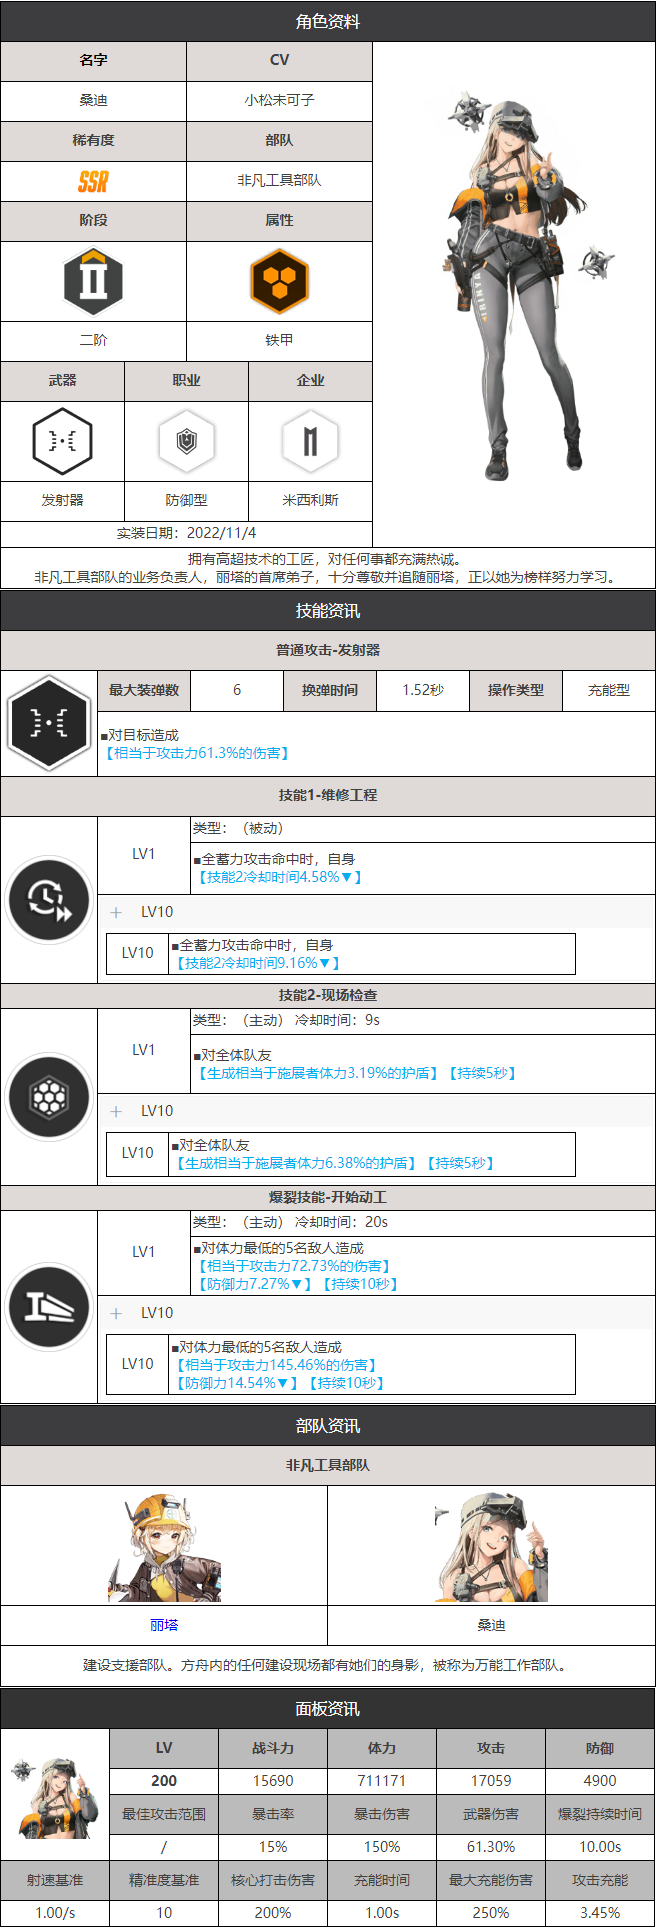 角色资料
名字 CV
桑迪 小松未可子
稀有度 部队
SSR 非凡工具部队
阶段 属性
二阶 铁甲
武器 职业 企业
发射器 防御型 米西利斯
实装日期：2022/11/4
拥有高超技术的工匠，对任何事都充满热诚。
非凡工具部队的业务负责人，丽塔的首席弟子，十分尊敬并追随丽塔，正以她为榜样努力学习。
技能资讯
普通攻击-发射器
最大装弹数 6 换弹时间 1.52秒 操作类型 充能型
■对目标造成
【相当于攻击力61.3%的伤害】
技能1-维修工程
LV1
类型：（被动）
■全蓄力攻击命中时，自身
【技能2冷却时间4.58%▼】
＋ LV10
LV10
■全蓄力攻击命中时，自身
【技能2冷却时间9.16%▼】
技能2-现场检查
LV1
类型：（主动） 冷却时间：9s
■对全体队友
【生成相当于施展者体力3.19%的护盾】【持续5秒】
＋ LV10
LV10
■对全体队友
【生成相当于施展者体力6.38%的护盾】【持续5秒】
爆裂技能-开始动工
LV1
类型：（主动） 冷却时间：20s
■对体力最低的5名敌人造成
【相当于攻击力72.73%的伤害】
【防御力7.27%▼】【持续10秒】
＋ LV10
LV10
■对体力最低的5名敌人造成
【相当于攻击力145.46%的伤害】
【防御力14.54%▼】【持续10秒】
部队资讯
非凡工具部队
丽塔 桑迪
建设支援部队。方舟内的任何建设现场都有她们的身影，被称为万能工作部队。
面板资讯
LV 战斗力 体力 攻击 防御
200 15690 711171 17059 4900
最佳攻击范围 暴击率 暴击伤害 武器伤害 爆裂持续时间
/ 15% 150% 61.30% 10.00s
射速基准 精准度基准 核心打击伤害 充能时间 最大充能伤害 攻击充能
1.00/s 10 200% 1.00s 250% 3.45%